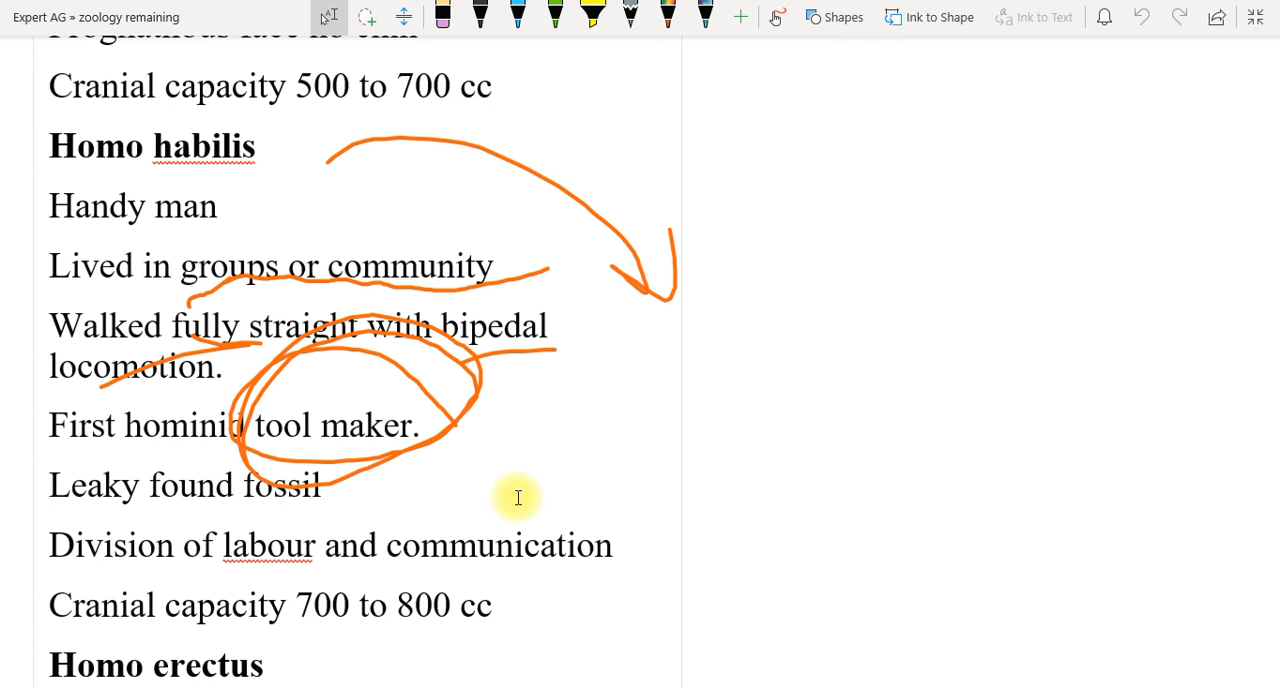 Expert AG » zoology remaining
Shapes
Ink to Shape
Ink to Text
Cranial capacity 500 to 700 cc
Homo habilis
Handy man
Lived in groups or community
Walked fully straight with bipedal
locomotion.
First hominid tool maker.
Leaky found fossil
Division of labour and communication
Cranial capacity 700 to 800 cc
Homo erectus